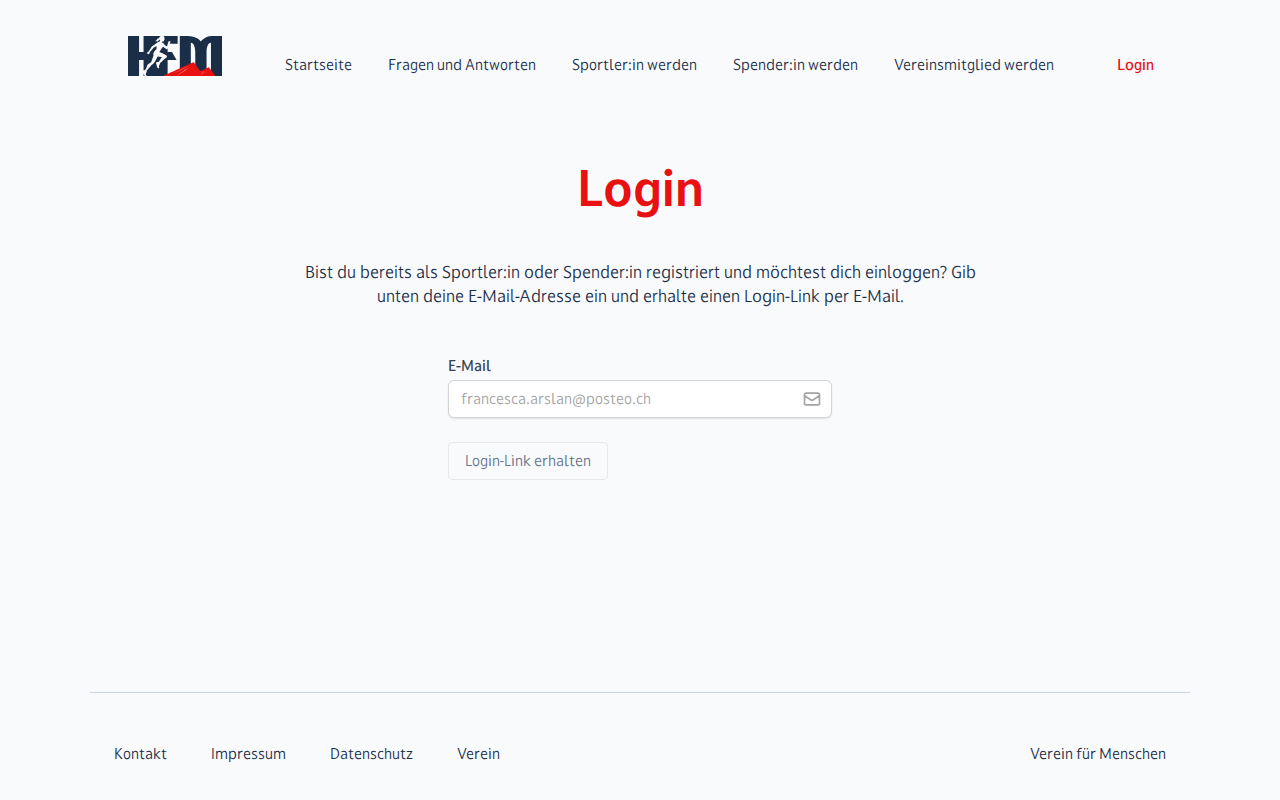 HFM
Startseite
Fragen und Antworten
Sportler:in werden
Spender:in werden
Vereinsmitglied werden
Login
Login
Bist du bereits als Sportler:in oder Spender:in registriert und möchtest dich einloggen? Gib
unten deine E-Mail-Adresse ein und erhalte einen Login-Link per E-Mail.
E-Mail
francesca.arslan@posteo.ch
Login-Link erhalten
Kontakt
Impressum
Datenschutz
Verein
Verein für Menschen